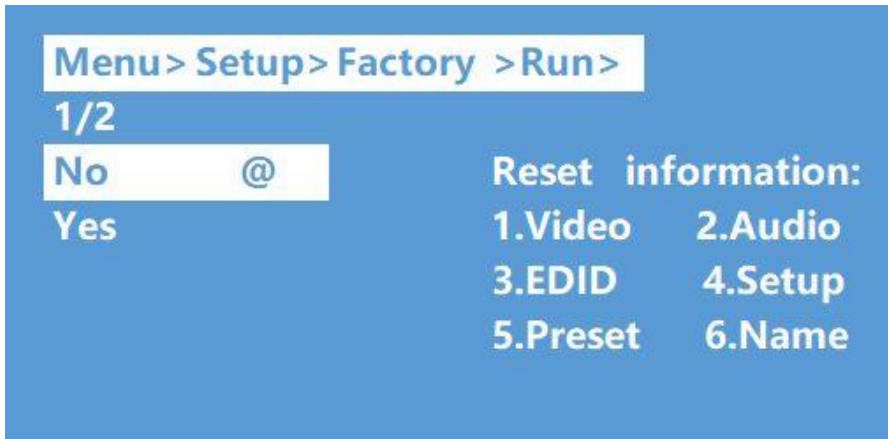 Menu> Setup> Factory >Run>
1/2
No @
Yes
Reset information:
1.Video 2.Audio
3.EDID 4.Setup
5.Preset 6.Name